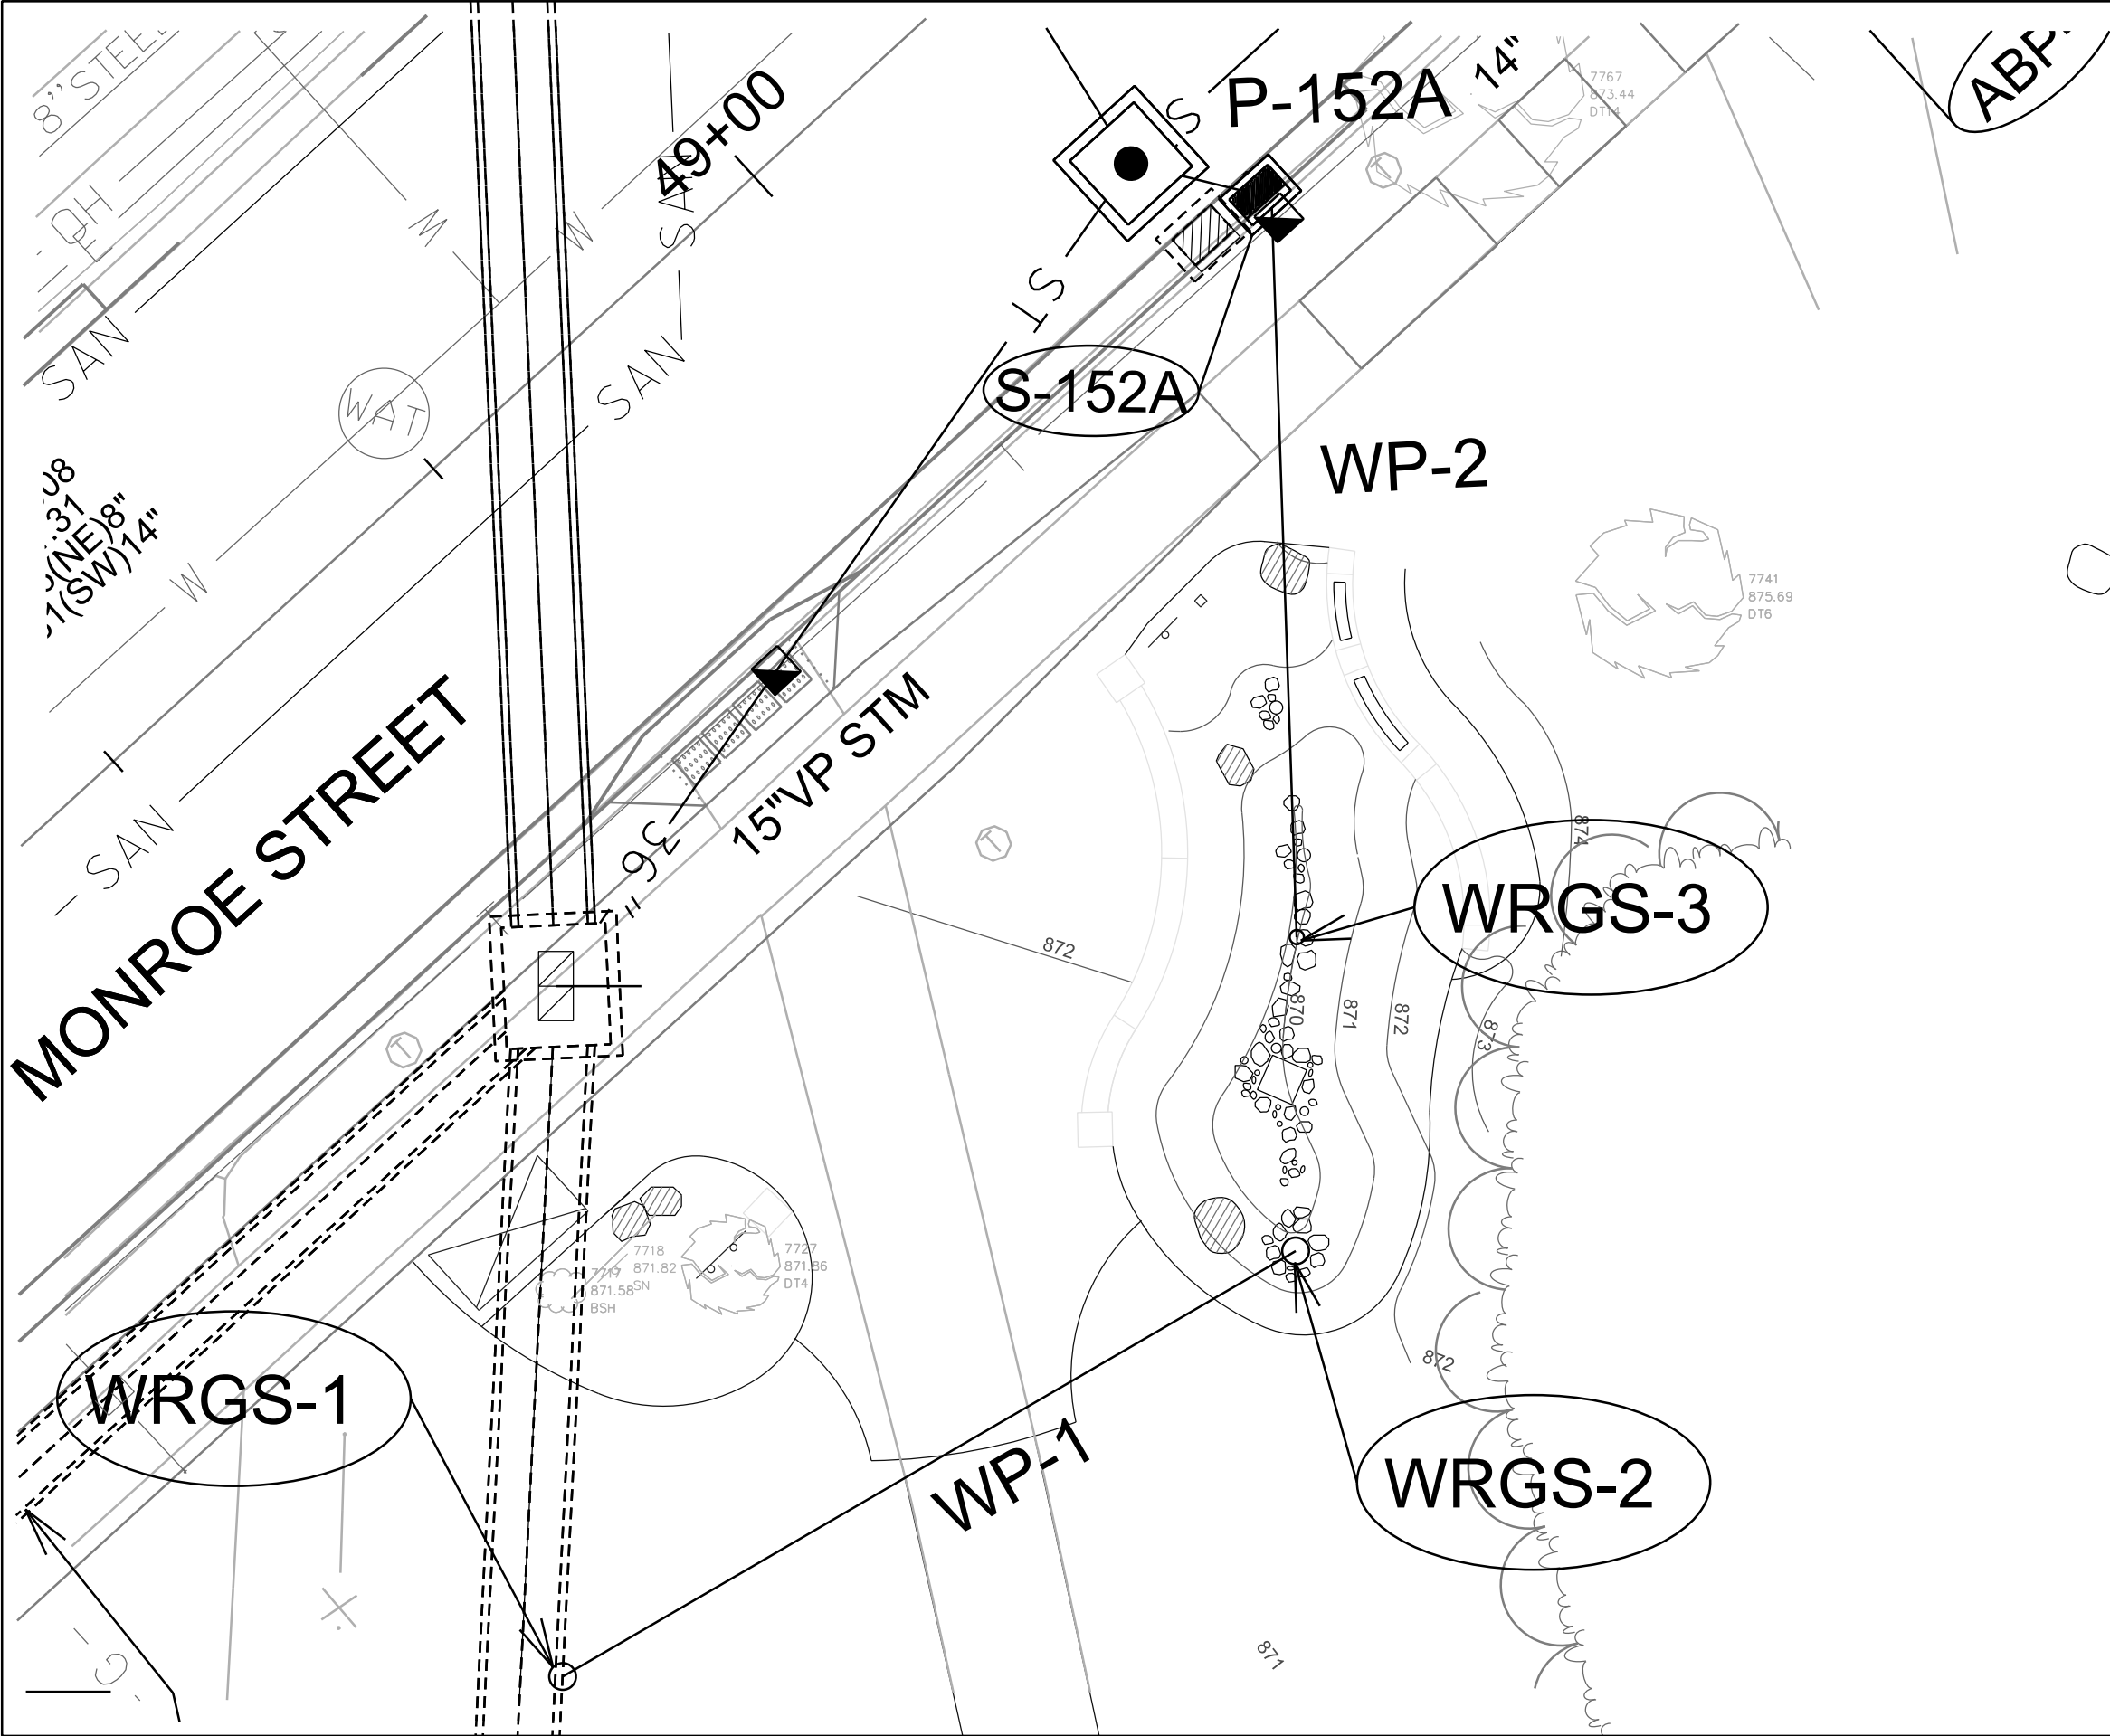 8"STEEL
OH
SAN
W
W
SAN
49+00
S
P-152A
14"
7767
873.44
DT14
ST
S-152A
WAT
SAN
WP-2
(NE)8"
(SW)14"
W
7741
875.69
DT6
MONROE STREET
SAN
15"VP STM
36"
874
WRGS-3
872
870
871
872
873
7718
871.82
SN
7717
871.58
BSH
7727
871.86
DT4
872
WRGS-1
WP-1
WRGS-2
G
871